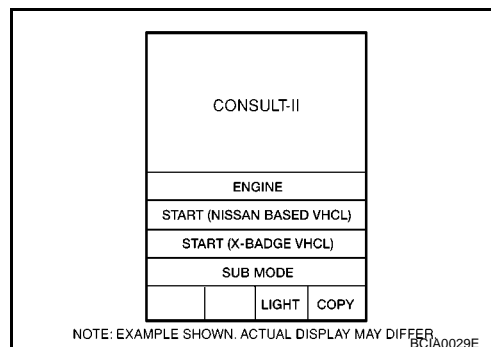 CONSULT-II
ENGINE
START (NISSAN BASED VHCL)
START (X-BADGE VHCL)
SUB MODE
LIGHT COPY
NOTE: EXAMPLE SHOWN. ACTUAL DISPLAY MAY DIFFER.
BCIA0029E